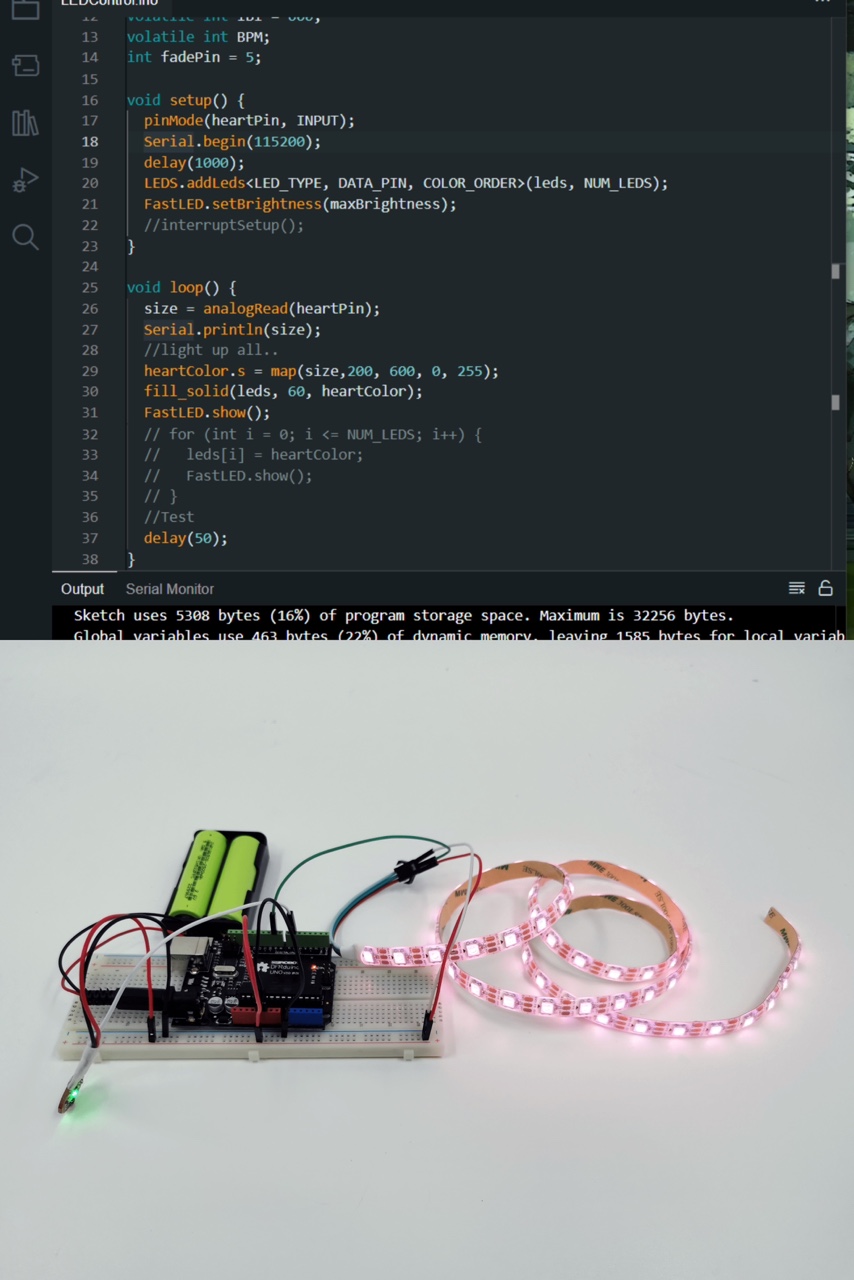 LEDControl.ino
12 volatile int IBI = 600;
13 volatile int BPM;
14 int fadePin = 5;
15
16 void setup() {
17 pinMode(heartPin, INPUT);
18 Serial.begin(115200);
19 delay(1000);
20 LEDS.addLeds<LED_TYPE, DATA_PIN, COLOR_ORDER>(leds, NUM_LEDS);
21 FastLED.setBrightness(maxBrightness);
22 //interruptSetup();
23 }
24
25 void loop() {
26 size = analogRead(heartPin);
27 Serial.println(size);
28 //light up all..
29 heartColor.s = map(size,200, 600, 0, 255);
30 fill_solid(leds, 60, heartColor);
31 FastLED.show();
32 // for (int i = 0; i <= NUM_LEDS; i++) {
33 //   leds[i] = heartColor;
34 //   FastLED.show();
35 // }
36 //Test
37 delay(50);
38 }
Output Serial Monitor
Sketch uses 5308 bytes (16%) of program storage space. Maximum is 32256 bytes.
Global variables use 463 bytes (22%) of dynamic memory, leaving 1585 bytes for local variab
DFRduino
UNO